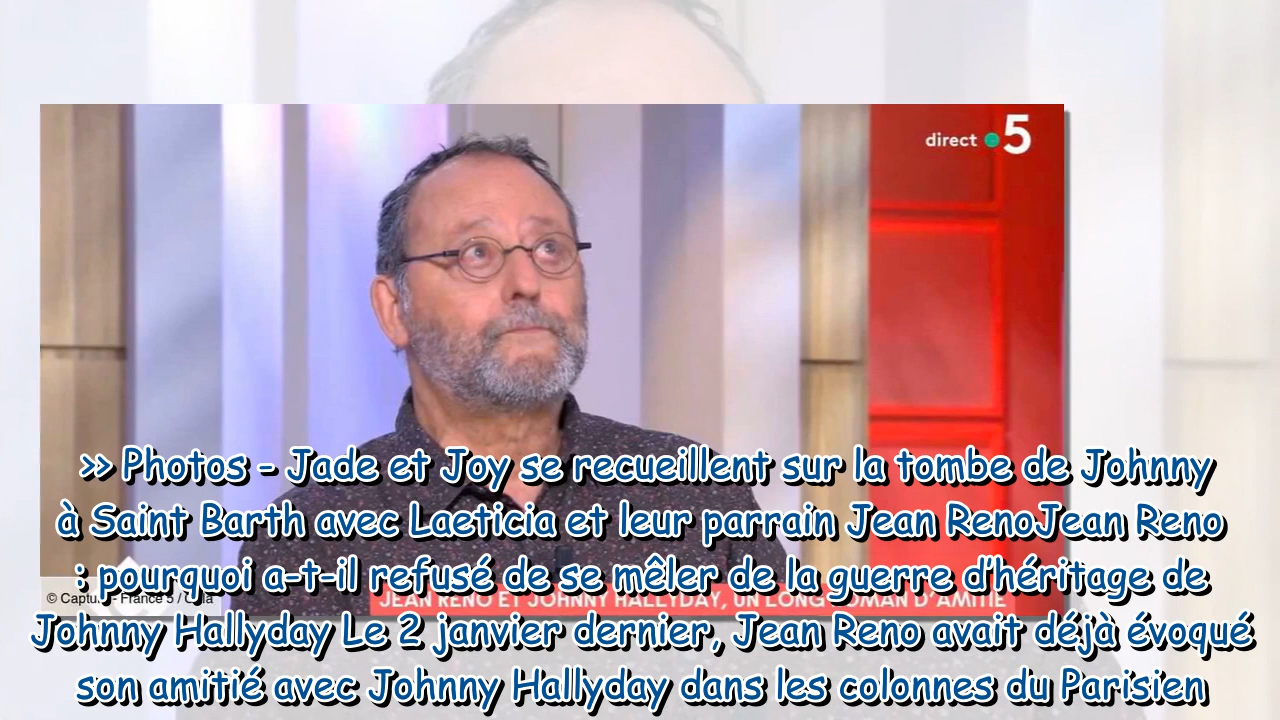 direct 5
>> Photos - Jade et Joy se recueillent sur la tombe de Johnny
à Saint Barth avec Laeticia et leur parrain Jean RenoJean Reno
: pourquoi a-t-il refusé de se mêler de la guerre d'héritage de
© Captu - France 5 /
JEAN RENO ET JOHNNY HALLYDAY, UN LONG ROMAN D'AMITIÉ
Johnny Hallyday Le 2 janvier dernier, Jean Reno avait déjà évoqué
son amitié avec Johnny Hallyday dans les colonnes du Parisien